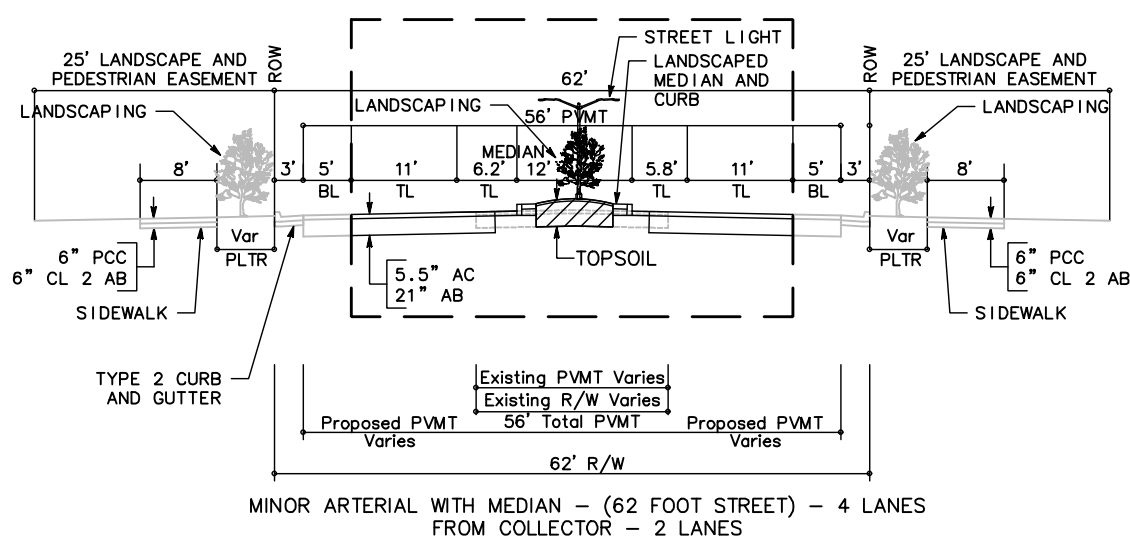 STREET LIGHT
25' LANDSCAPE AND
PEDESTRIAN EASEMENT
ROW
62'
LANDSCAPED
MEDIAN AND
CURB
ROW
25' LANDSCAPE AND
PEDESTRIAN EASEMENT
LANDSCAPING
LANDSCAPING
LANDSCAPING
56' PVMT
MEDIAN
8'
3'
5'
11'
6.2'
12'
5.8'
11'
5'
3'
8'
BL
TL
TL
TL
TL
BL
Var
PLTR
Var
PLTR
6" PCC
6" CL 2 AB
5.5" AC
21" AB
TOPSOIL
6" PCC
6" CL 2 AB
SIDEWALK
SIDEWALK
TYPE 2 CURB
AND GUTTER
Existing PVMT Varies
Existing R/W Varies
56' Total PVMT
Proposed PVMT
Varies
Proposed PVMT
Varies
62' R/W
MINOR ARTERIAL WITH MEDIAN – (62 FOOT STREET) – 4 LANES
FROM COLLECTOR – 2 LANES